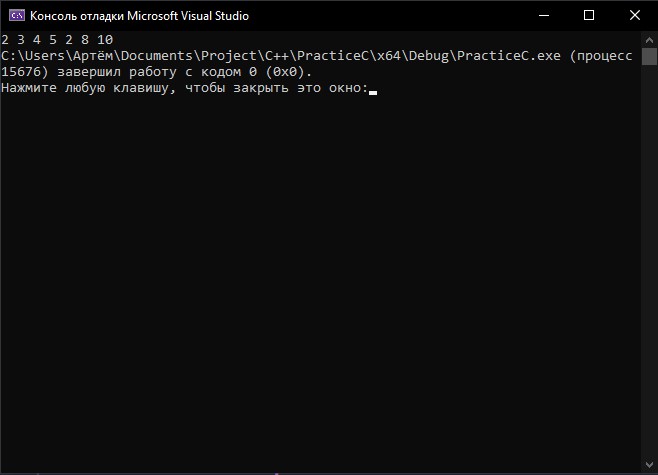 Консоль отладки Microsoft Visual Studio
2 3 4 5 2 8 10
C:\Users\Артём\Documents\Project\C++\PracticeC\x64\Debug\PracticeC.exe (процесс
15676) завершил работу с кодом 0 (0x0).
Нажмите любую клавишу, чтобы закрыть это окно: